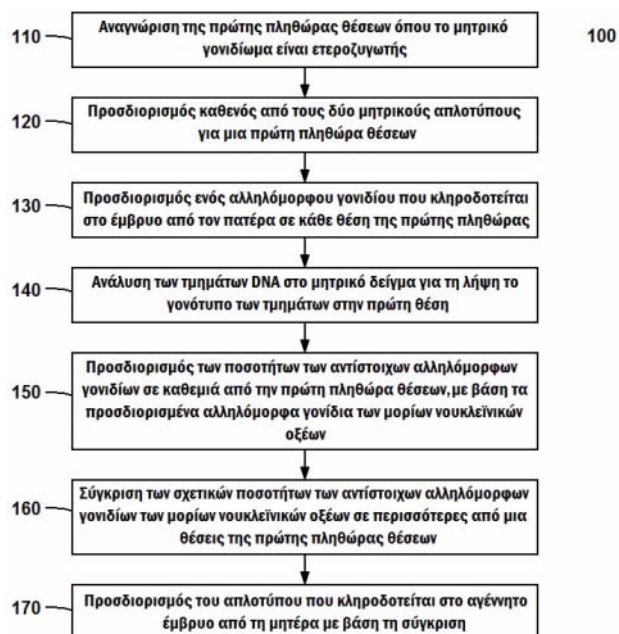 110
Αναγνώριση της πρώτης πληθώρας θέσεων όπου το μητρικό
γονιδίωμα είναι ετεροζυγωτής
100
120
Προσδιορισμός καθενός από τους δύο μητρικούς απλοτύπους
για μια πρώτη πληθώρα θέσεων
130
Προσδιορισμός ενός αλληλόμορφου γονιδίου που κληροδοτείται
στο έμβρυο από τον πατέρα σε κάθε θέση της πρώτης πληθώρας
140
Ανάλυση των τμημάτων DNA στο μητρικό δείγμα για τη λήψη το
γονότυπο των τμημάτων στην πρώτη θέση
150
Προσδιορισμός των ποσοτήτων των αντίστοιχων αλληλόμορφων
γονιδίων σε καθεμιά από την πρώτη πληθώρα θέσεων, με βάση τα
προσδιορισμένα αλληλόμορφα γονίδια των μορίων νουκλεϊνικών
οξέων
160
Σύγκριση των σχετικών ποσοτήτων των αντίστοιχων αλληλόμορφων
γονιδίων των μορίων νουκλεϊνικών οξέων σε περισσότερες από μια
θέσεις της πρώτης πληθώρας θέσεων
170
Προσδιορισμός του απλοτύπου που κληροδοτείται στο αγέννητο
έμβρυο από τη μητέρα με βάση τη σύγκριση